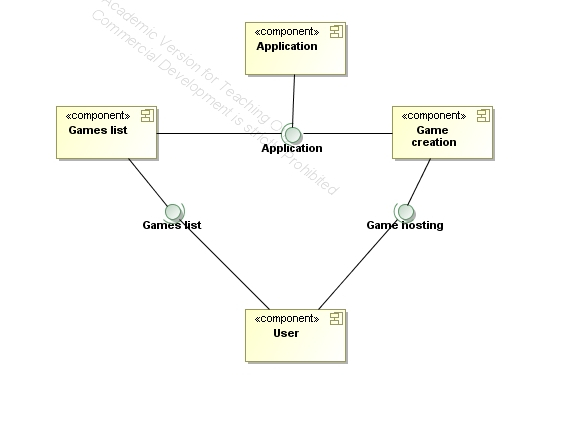 Academic Version for Teaching Only
Commercial Development is strictly Prohibited
«component»
Application
«component»
Games list
«component»
Game
creation
Application
Games list
Game hosting
«component»
User